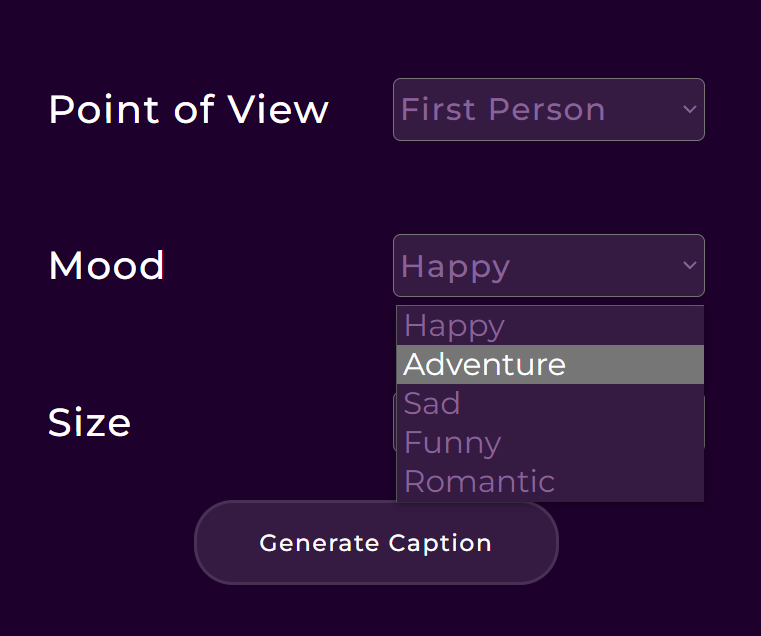 Point of View First Person
Mood Happy
Happy
Adventure
Sad
Size
Funny
Romantic
Generate Caption